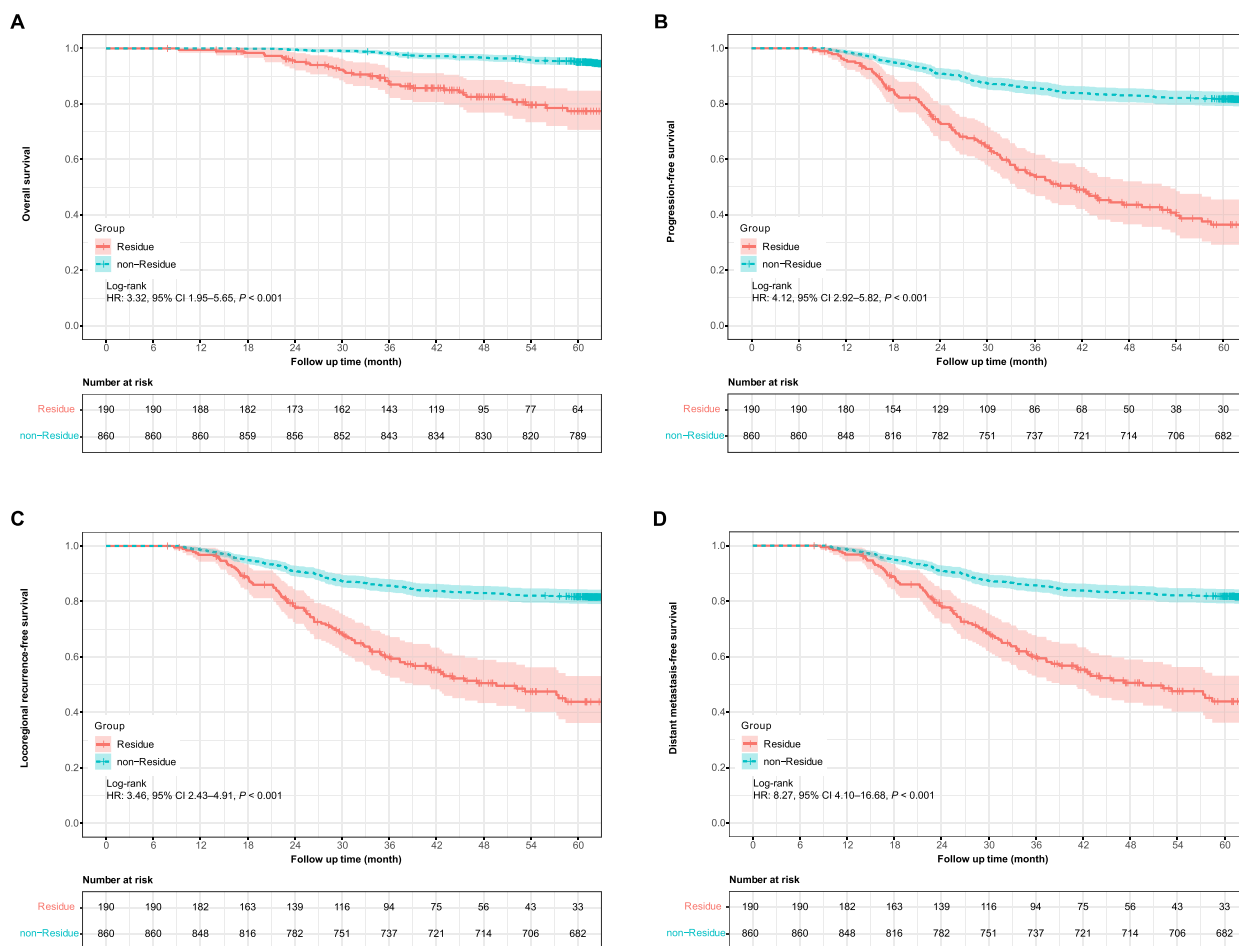 A
1.0
0.8
0.6
0.4
0.2
0.0
Overall survival
Group
Residue
non-Residue
Log-rank
HR: 3.32, 95% CI 1.95–5.65, P < 0.001
0 6 12 18 24 30 36 42 48 54 60
Follow up time (month)
Number at risk
Residue 190 190 188 182 173 162 143 119 95 77 64
non-Residue 860 860 860 859 856 852 843 834 830 820 789
B
1.0
0.8
0.6
0.4
0.2
0.0
Progression-free survival
Group
Residue
non-Residue
Log-rank
HR: 4.12, 95% CI 2.92–5.82, P < 0.001
0 6 12 18 24 30 36 42 48 54 60
Follow up time (month)
Number at risk
Residue 190 190 180 154 129 109 86 68 50 38 30
non-Residue 860 860 848 816 782 751 737 721 714 706 682
C
1.0
0.8
0.6
0.4
0.2
0.0
Locoregional recurrence-free survival
Group
Residue
non-Residue
Log-rank
HR: 3.46, 95% CI 2.43–4.91, P < 0.001
0 6 12 18 24 30 36 42 48 54 60
Follow up time (month)
Number at risk
Residue 190 190 182 163 139 116 94 75 56 43 33
non-Residue 860 860 848 816 782 751 737 721 714 706 682
D
1.0
0.8
0.6
0.4
0.2
0.0
Distant metastasis-free survival
Group
Residue
non-Residue
Log-rank
HR: 8.27, 95% CI 4.10–16.68, P < 0.001
0 6 12 18 24 30 36 42 48 54 60
Follow up time (month)
Number at risk
Residue 190 190 182 163 139 116 94 75 56 43 33
non-Residue 860 860 848 816 782 751 737 721 714 706 682